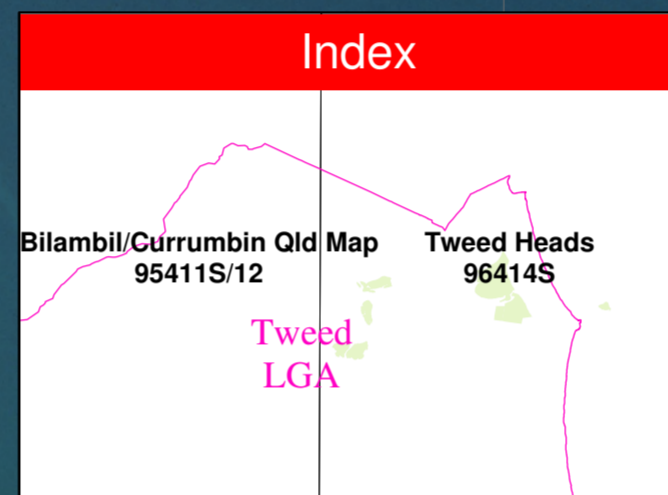 Index
Bilambil/Currumbin Qld Map
95411S/12
Tweed Heads
96414S
Tweed
LGA